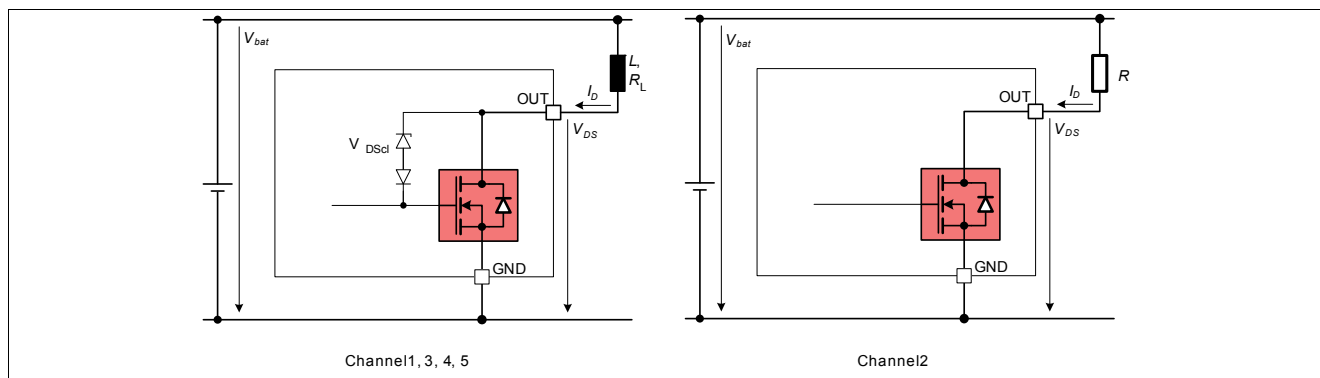 Vbat
L,
RL
OUT
ID
VDS
V DScl
GND
Channel1, 3, 4, 5
Vbat
R
OUT
ID
VDS
GND
Channel2